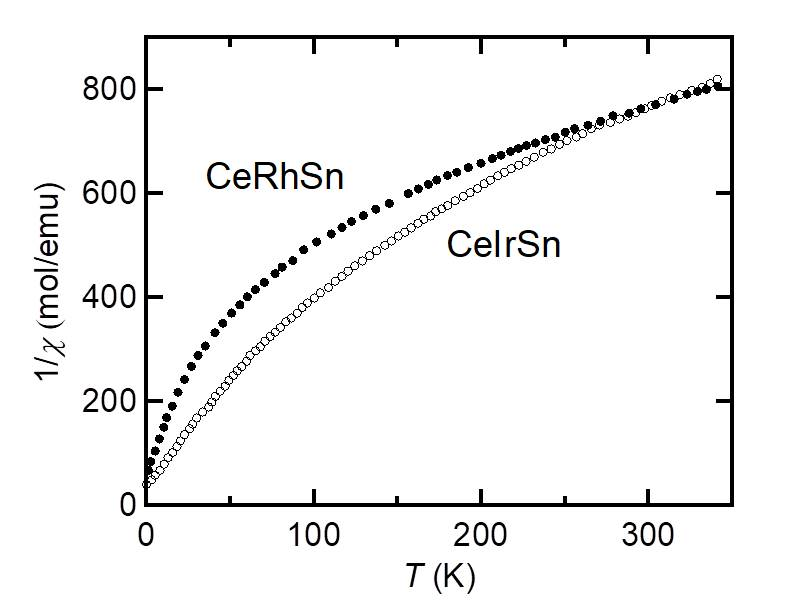 800
600
400
200
0
1/χ (mol/emu)
CeRhSn
CeIrSn
0 100 200 300
T (K)